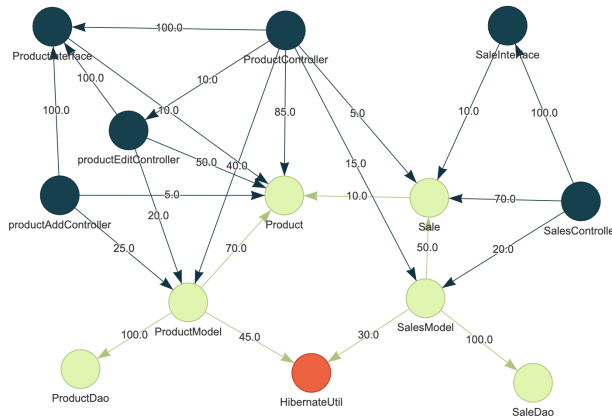 100.0
ProductInterface
ProductController
SaleInterface
100.0
10.0
100.0
10.0
85.0
5.0
10.0
100.0
productEditController
50.0
40.0
15.0
5.0
10.0
70.0
productAddController
20.0
Product
Sale
SalesControlle
25.0
70.0
50.0
20.0
100.0
ProductModel
45.0
30.0
SalesModel
100.0
ProductDao
HibernateUtil
SaleDao